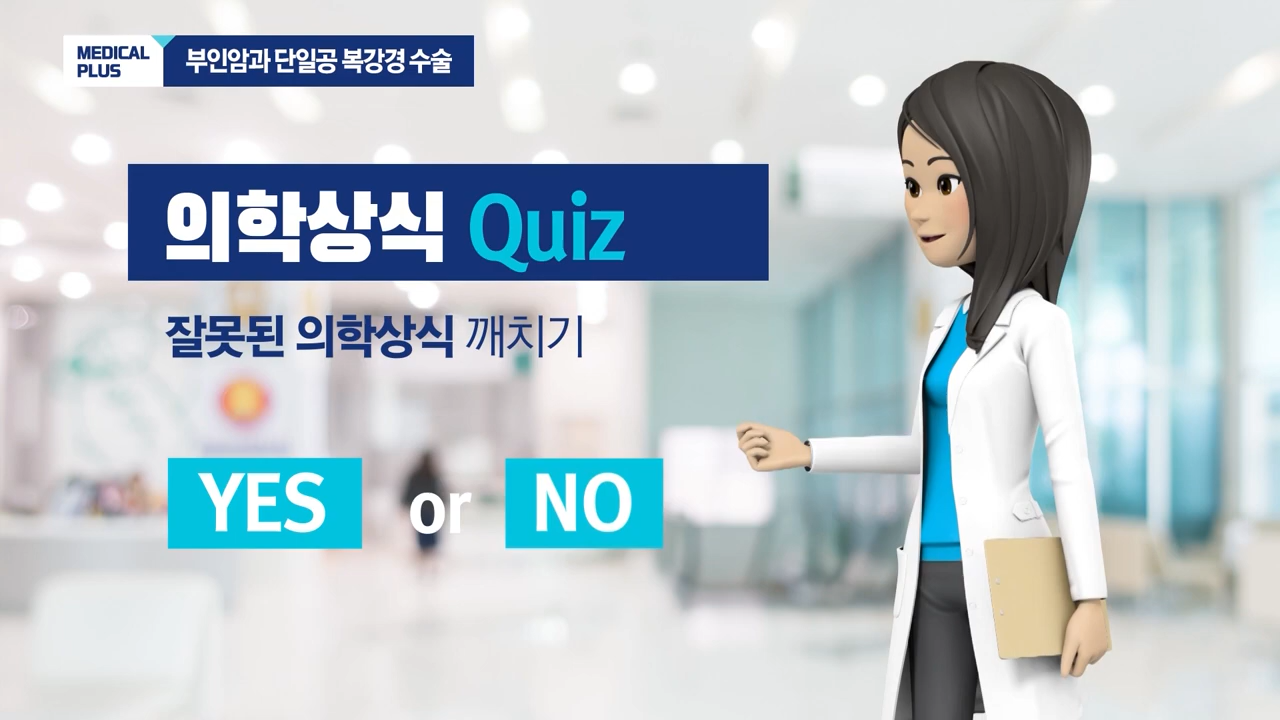 MEDICAL
PLUS
부인암과 단일공 복강경 수술
의학상식 Quiz
잘못된 의학상식 깨치기
YES or NO